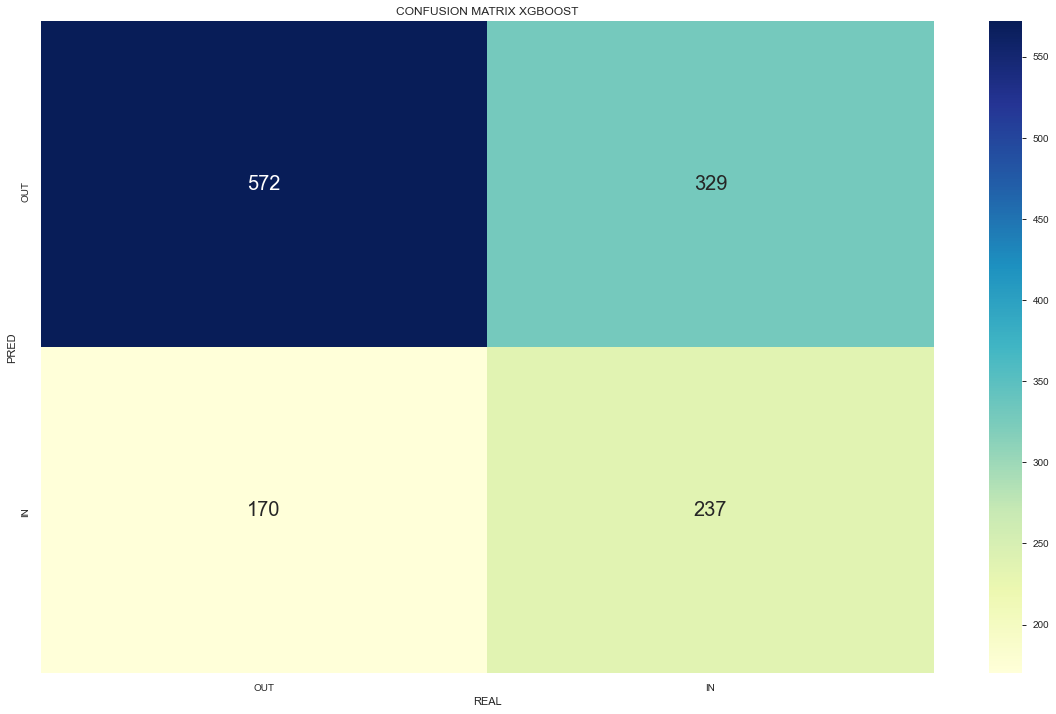 CONFUSION MATRIX XGBOOST
PRED
OUT
572
329
IN
170
237
OUT
IN
REAL
550
500
450
400
350
300
250
200